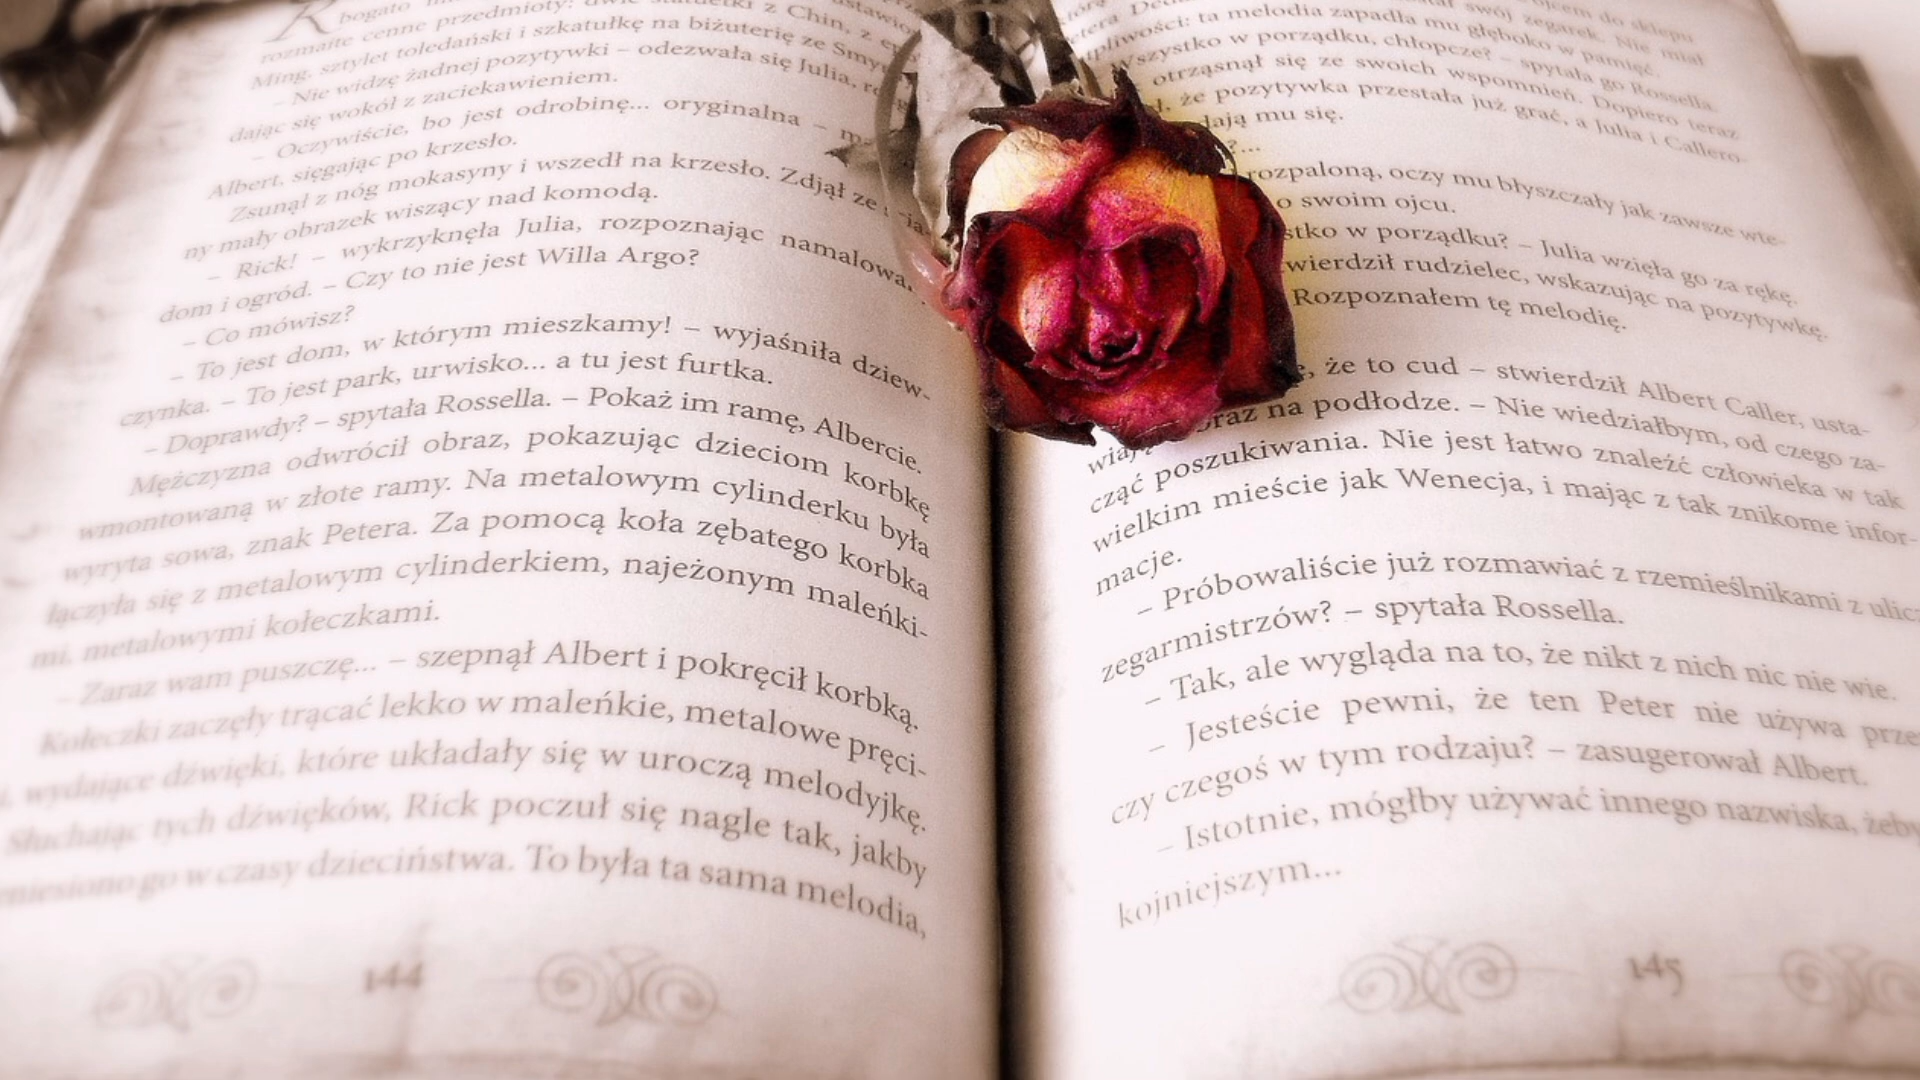 bogato
rozmaite cenne przedmioty: dwie statuetki z Chin, z
Ming, sztylet toledański i szkatułkę na biżuterię ze
– Nie widzę żadnej pozytywki – odezwała się Julia,
dając się wokół z zaciekawieniem.
– Oczywiście, bo jest odrobinę... oryginalna –
Albert, sięgając po krzesło.
Zsunął z nóg mokasyny i wszedł na krzesło. Zdjął ze
ny mały obrazek wiszący nad komodą.
– Rick! – wykrzyknęła Julia, rozpoznając
dom i ogród. – Czy to nie jest Willa Argo?
– Co mówisz?
– To jest dom, w którym mieszkamy! – wyjaśniła dziew-
czynka. – To jest park, urwisko... a tu jest furtka.
– Doprawdy? – spytała Rossella. – Pokaż im ramę, Albercie.
Mężczyzna odwrócił obraz, pokazując dzieciom korbkę
wmontowaną w złote ramy. Na metalowym cylinderku była
wyryta sowa, znak Petera. Za pomocą koła zębatego korbka
łączyła się z metalowym cylinderkiem, najeżonym maleńki-
mi, metalowymi kołeczkami.
– Zaraz wam puszczę... – szepnął Albert i pokręcił korbką.
Kołeczki zaczęły trącać lekko w maleńkie, metalowe pręci-
wydające dźwięki, które układały się w uroczą melodyjkę.
Słuchając tych dźwięków, Rick poczuł się nagle tak, jakby
go w czasy dzieciństwa. To była ta sama melodia,
144
swój zegarek. Nie miał
ta melodia zapadła mu głęboko w pamięć.
Wszystko w porządku, chłopcze? – spytała go Rossella.
otrząsnął się ze swoich wspomnień. Dopiero teraz
że pozytywka przestała już grać, a Julia i Callero-
mu się.
rozpaloną, oczy mu błyszczały jak zawsze wte-
o swoim ojcu.
w porządku? – Julia wzięła go za rękę.
rudzielec, wskazując na pozytywkę.
Rozpoznałem tę melodię.
że to cud – stwierdził Albert Caller, usta-
na podłodze. – Nie wiedziałbym, od czego za-
cząć poszukiwania. Nie jest łatwo znaleźć człowieka w tak
wielkim mieście jak Wenecja, i mając z tak znikome infor-
macje.
– Próbowaliście już rozmawiać z rzemieślnikami z
zegarmistrzów? – spytała Rossella.
– Tak, ale wygląda na to, że nikt z nich nic nie wie.
– Jesteście pewni, że ten Peter nie używa
czy czegoś w tym rodzaju? – zasugerował Albert.
– Istotnie, mógłby używać innego nazwiska, żeby
kojniejszym...
145